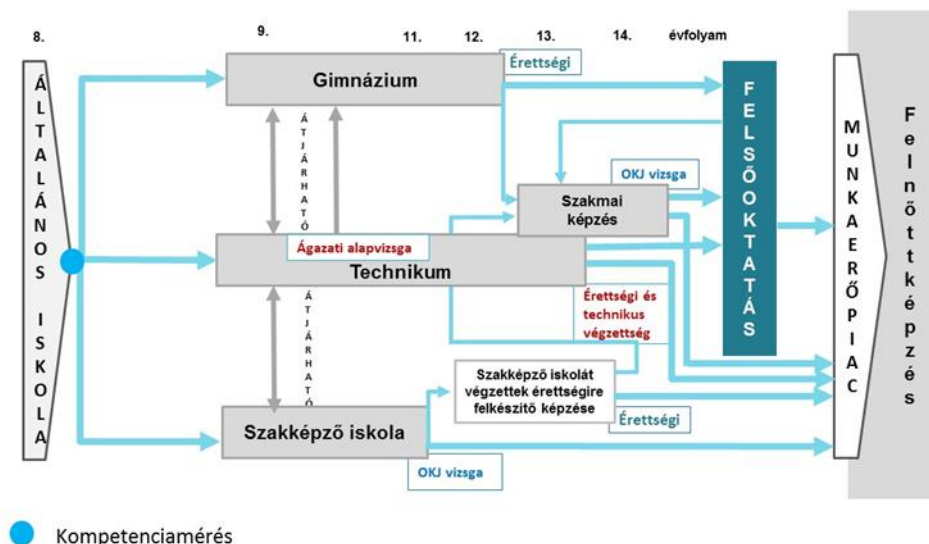 8. 9. 11. 12. 13. 14. évfolyam
ÁLTALÁNOS ISKOLA
Gimnázium
Érettségi
ÁTJÁRHATÓ
FELSŐOKTATÁS
MUNKAERŐPIAC
Felnőttképzés
OKJ vizsga
Szakmai
képzés
Ágazati alapvizsga
Technikum
Érettségi és
technikus
végzettség
ÁTJÁRHATÓ
Szakképző iskolát
végzettek érettségire
felkészítő képzése
Érettségi
Szakképző iskola
OKJ vizsga
Kompetenciamérés